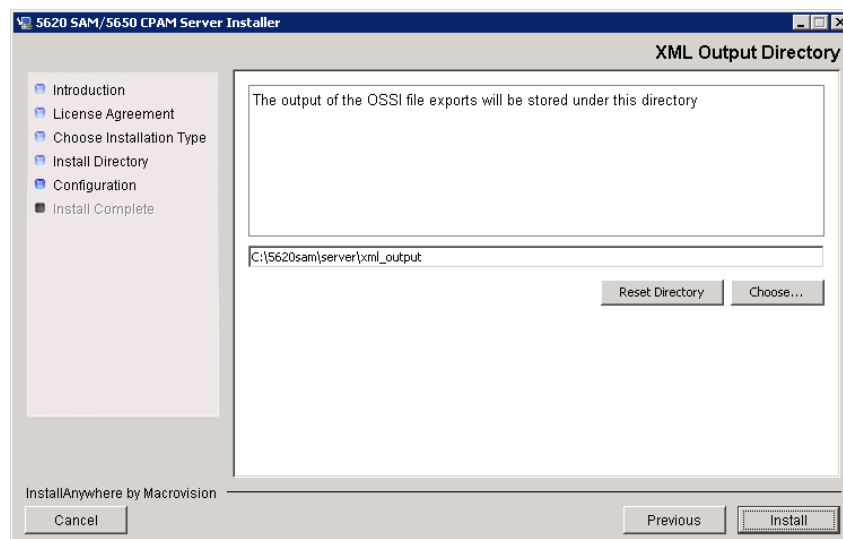 5620 SAM/5650 CPAM Server Installer
XML Output Directory
Introduction
License Agreement
Choose Installation Type
Install Directory
Configuration
Install Complete
The output of the OSSI file exports will be stored under this directory
C:\5620sam\server\xml_output
Reset Directory
Choose...
InstallAnywhere by Macrovision
Cancel
Previous
Install